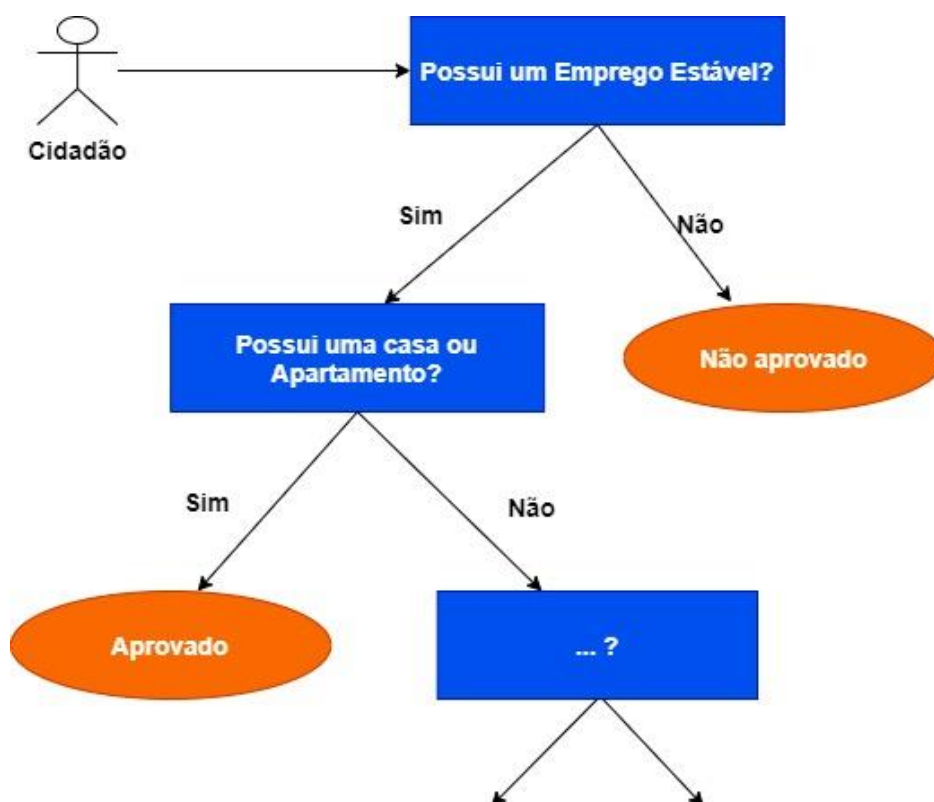 Possui um Emprego Estável?
Cidadão
Sim
Não
Possui uma casa ou
Apartamento?
Não aprovado
Sim
Não
Aprovado
... ?